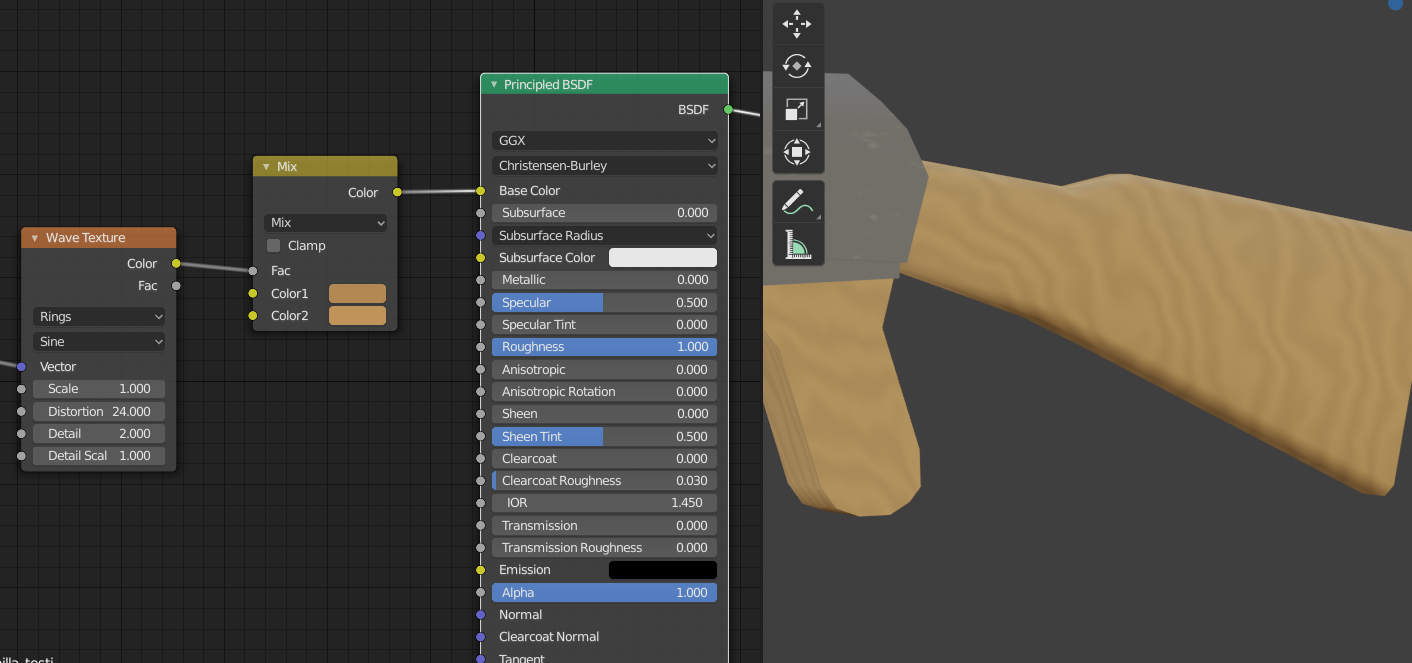 Wave Texture
Color
Fac
Rings
Sine
Vector
Scale 1.000
Distortion 24.000
Detail 2.000
Detail Scal 1.000
Mix
Color
Mix
Clamp
Fac
Color1
Color2
Principled BSDF
BSDF
GGX
Christensen-Burley
Base Color
Subsurface 0.000
Subsurface Radius
Subsurface Color
Metallic 0.000
Specular 0.500
Specular Tint 0.000
Roughness 1.000
Anisotropic 0.000
Anisotropic Rotation 0.000
Sheen 0.000
Sheen Tint 0.500
Clearcoat 0.000
Clearcoat Roughness 0.030
IOR 1.450
Transmission 0.000
Transmission Roughness 0.000
Emission
Alpha 1.000
Normal
Clearcoat Normal
Tangent